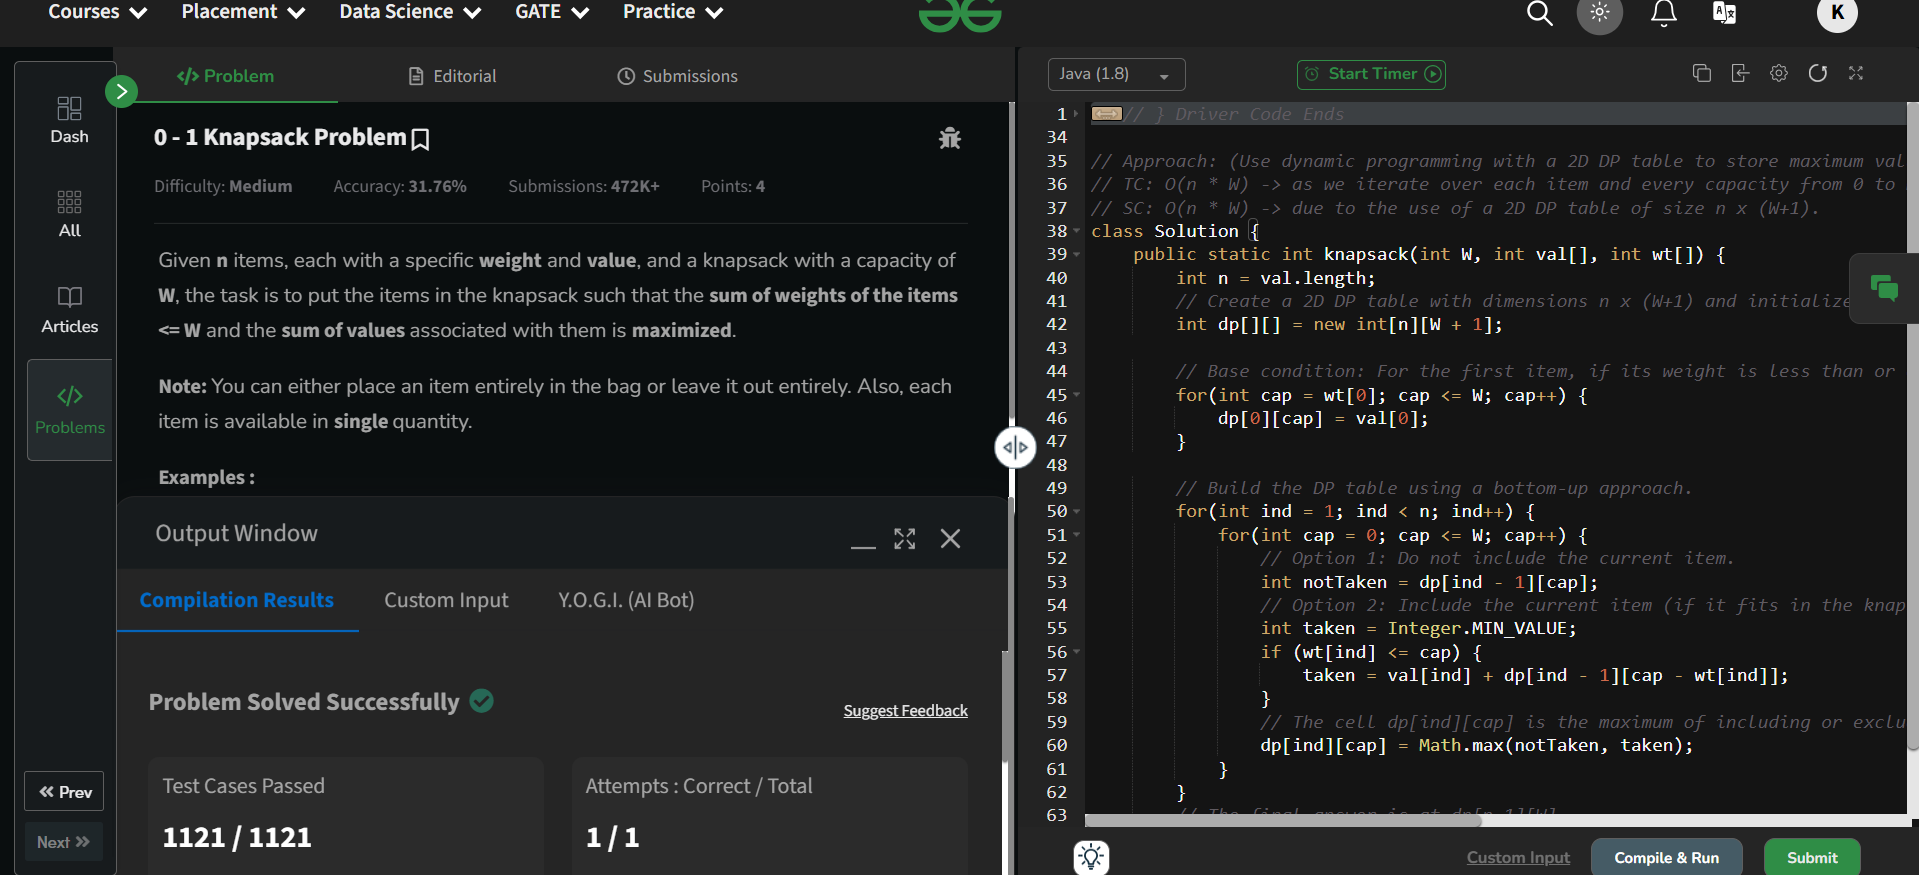 Courses Placement Data Science GATE Practice
K
Dash
All
Articles
Problems
Prev
Next
Problem Editorial Submissions
0 - 1 Knapsack Problem
Difficulty: Medium Accuracy: 31.76% Submissions: 472K+ Points: 4
Given n items, each with a specific weight and value, and a knapsack with a capacity of
W, the task is to put the items in the knapsack such that the sum of weights of the items
<= W and the sum of values associated with them is maximized.
Note: You can either place an item entirely in the bag or leave it out entirely. Also, each
item is available in single quantity.
Examples :
Output Window
Compilation Results Custom Input Y.O.G.I. (AI Bot)
Problem Solved Successfully
Suggest Feedback
Test Cases Passed
1121 / 1121
Attempts : Correct / Total
1 / 1
Java (1.8) Start Timer
1 // } Driver Code Ends
34
35 // Approach: (Use dynamic programming with a 2D DP table to store maximum val
36 // TC: O(n * W) -> as we iterate over each item and every capacity from 0 to
37 // SC: O(n * W) -> due to the use of a 2D DP table of size n x (W+1).
38 class Solution {
39 public static int knapsack(int W, int val[], int wt[]) {
40 int n = val.length;
41 // Create a 2D DP table with dimensions n x (W+1) and initialize
42 int dp[][] = new int[n][W + 1];
43
44 // Base condition: For the first item, if its weight is less than or
45 for(int cap = wt[0]; cap <= W; cap++) {
46 dp[0][cap] = val[0];
47 }
48
49 // Build the DP table using a bottom-up approach.
50 for(int ind = 1; ind < n; ind++) {
51 for(int cap = 0; cap <= W; cap++) {
52 // Option 1: Do not include the current item.
53 int notTaken = dp[ind - 1][cap];
54 // Option 2: Include the current item (if it fits in the knap
55 int taken = Integer.MIN_VALUE;
56 if (wt[ind] <= cap) {
57 taken = val[ind] + dp[ind - 1][cap - wt[ind]];
58 }
59 // The cell dp[ind][cap] is the maximum of including or exclu
60 dp[ind][cap] = Math.max(notTaken, taken);
61 }
62 }
63 // The final answer is at dp[n-1][W]
Custom Input Compile & Run Submit